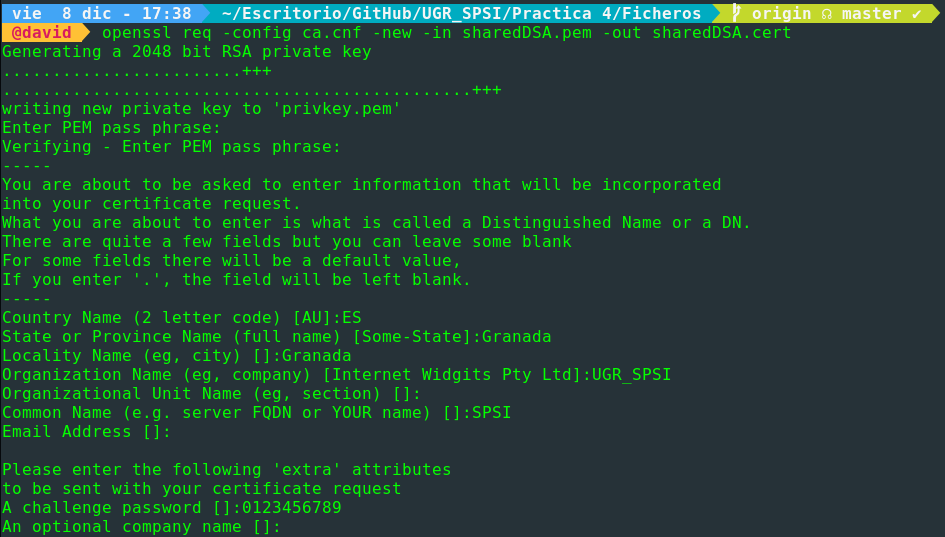 vie  8 dic - 17:38  ~/Escritorio/GitHub/UGR_SPSI/Practica 4/Ficheros  origin  master ✔
@david  openssl req -config ca.cnf -new -in sharedDSA.pem -out sharedDSA.cert
Generating a 2048 bit RSA private key
........................+++
...............................................+++
writing new private key to 'privkey.pem'
Enter PEM pass phrase:
Verifying - Enter PEM pass phrase:
-----
You are about to be asked to enter information that will be incorporated
into your certificate request.
What you are about to enter is what is called a Distinguished Name or a DN.
There are quite a few fields but you can leave some blank
For some fields there will be a default value,
If you enter '.', the field will be left blank.
-----
Country Name (2 letter code) [AU]:ES
State or Province Name (full name) [Some-State]:Granada
Locality Name (eg, city) []:Granada
Organization Name (eg, company) [Internet Widgits Pty Ltd]:UGR_SPSI
Organizational Unit Name (eg, section) []:
Common Name (e.g. server FQDN or YOUR name) []:SPSI
Email Address []:

Please enter the following 'extra' attributes
to be sent with your certificate request
A challenge password []:0123456789
An optional company name []: